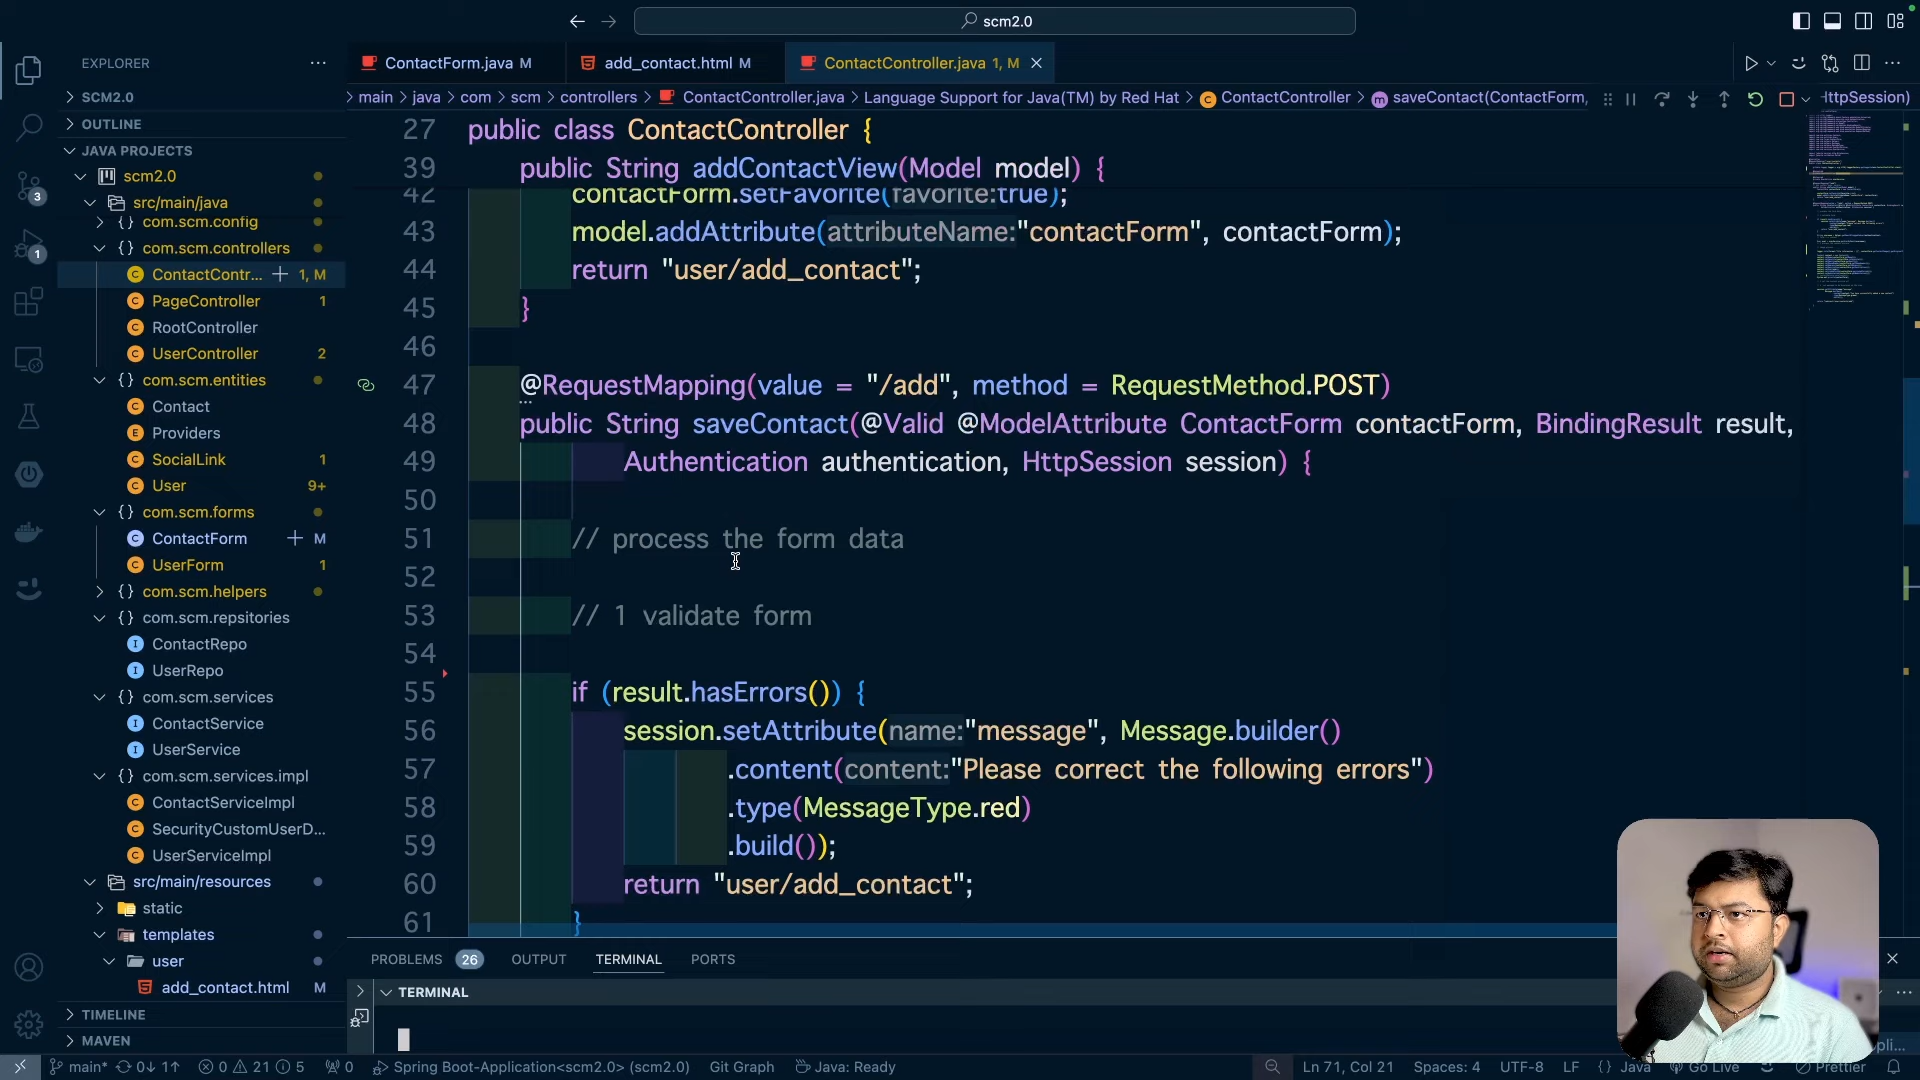 scm2.0
EXPLORER
SCM2.0
OUTLINE
JAVA PROJECTS
scm2.0
src/main/java
com.scm.config
{} com.scm.controllers
ContactContr... 1, M
PageController 1
RootController
UserController 2
{} com.scm.entities
Contact
Providers
SocialLink 1
User 9+
{} com.scm.forms
ContactForm M
UserForm 1
{} com.scm.helpers
{} com.scm.repsitories
ContactRepo
UserRepo
{} com.scm.services
ContactService
UserService
{} com.scm.services.impl
ContactServiceImpl
SecurityCustomUserD...
UserServiceImpl
src/main/resources
static
templates
user
add_contact.html M
TIMELINE
MAVEN
3
1
ContactForm.java M
add_contact.html M
ContactController.java 1, M
> main > java > com > scm > controllers > ContactController.java > Language Support for Java(TM) by Red Hat > ContactController > saveContact(ContactForm, HttpSession)
27 public class ContactController {
39 public String addContactView(Model model) {
42 contactForm.setFavorite(favorite:true);
43 model.addAttribute(attributeName:"contactForm", contactForm);
44 return "user/add_contact";
45 }
46
47 @RequestMapping(value = "/add", method = RequestMethod.POST)
48 public String saveContact(@Valid @ModelAttribute ContactForm contactForm, BindingResult result,
49 Authentication authentication, HttpSession session) {
50
51 // process the form data
52
53 // 1 validate form
54
55 if (result.hasErrors()) {
56 session.setAttribute(name:"message", Message.builder()
57 .content(content:"Please correct the following errors")
58 .type(MessageType.red)
59 .build());
60 return "user/add_contact";
61 }
PROBLEMS 26 OUTPUT TERMINAL PORTS
TERMINAL
main* 0↓ 1↑ 0 21 5 0 Spring Boot-Application<scm2.0> (scm2.0) Git Graph Java: Ready Ln 71, Col 21 Spaces: 4 UTF-8 LF {} Java Go Live Prettier